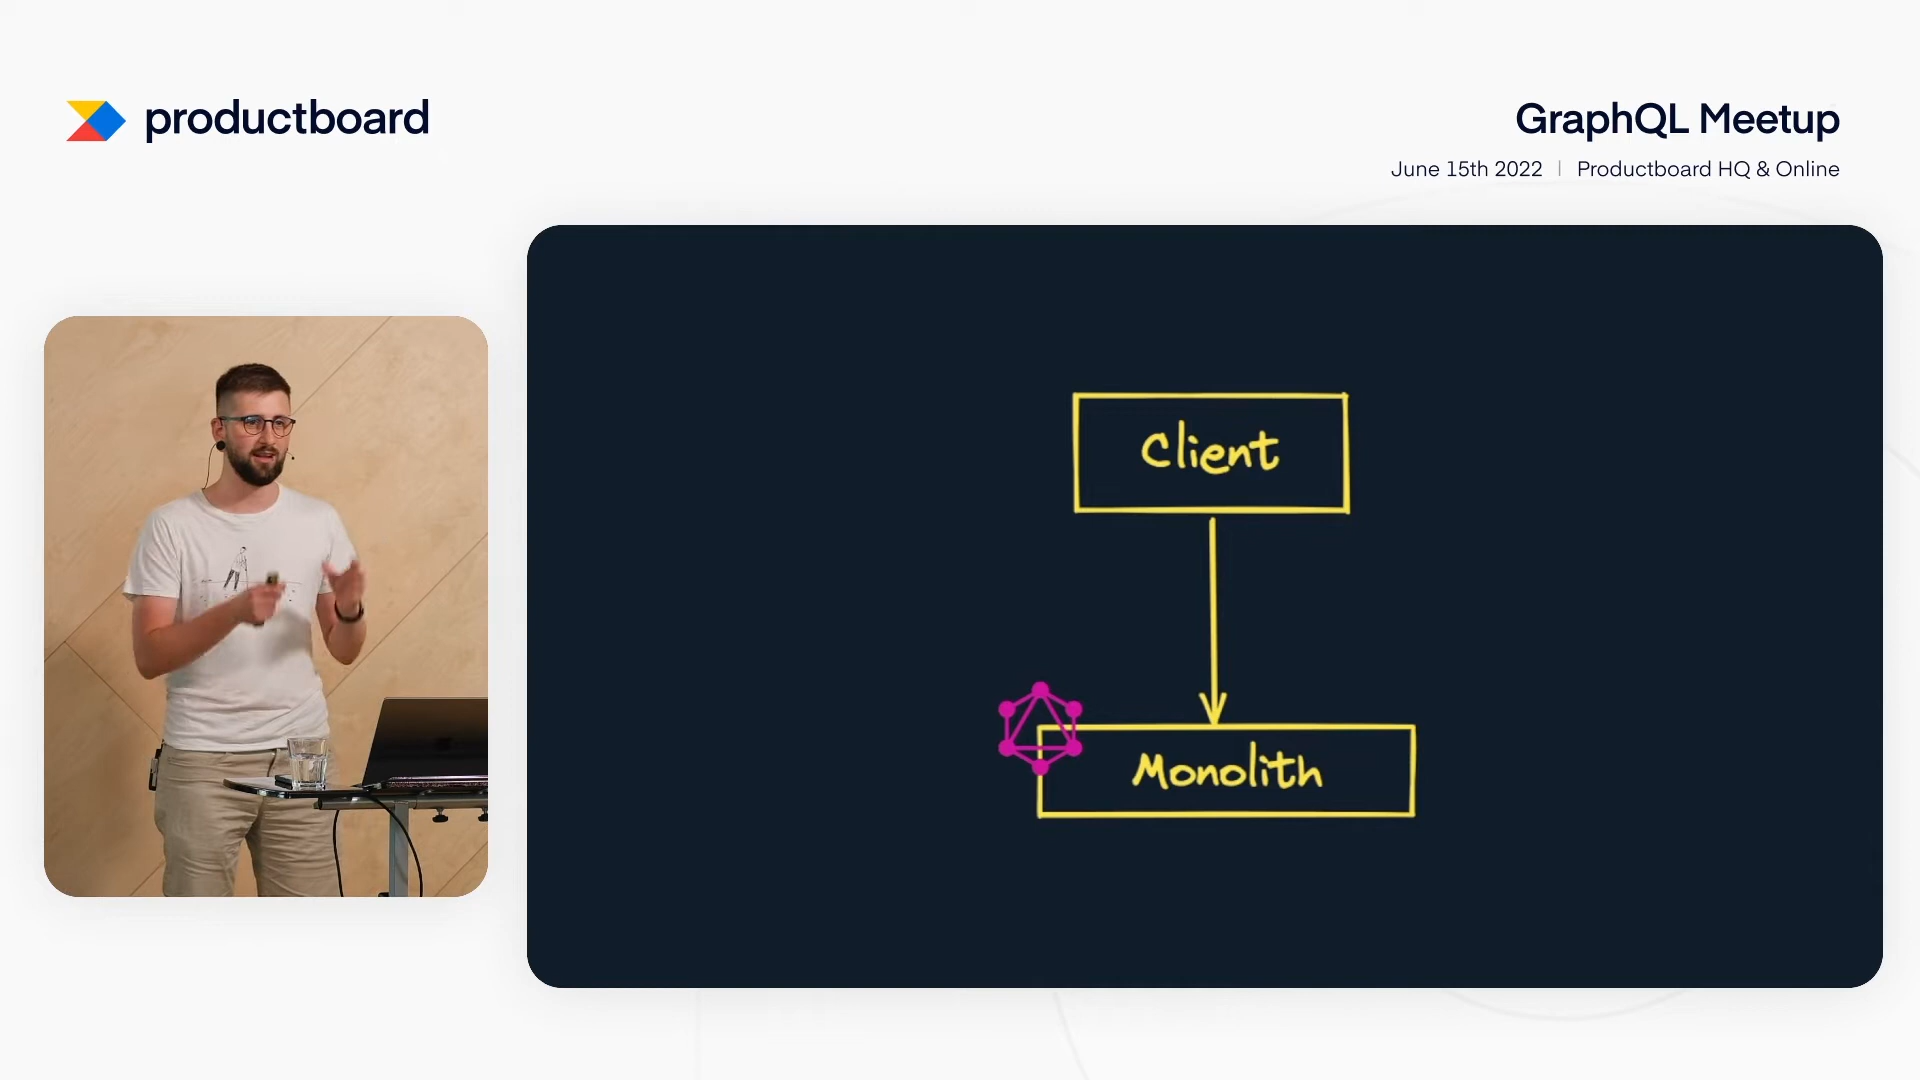 productboard
GraphQL Meetup
June 15th 2022 | Productboard HQ & Online
Client
Monolith